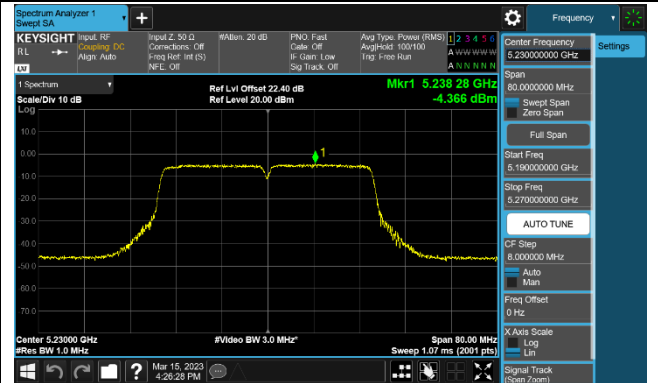 Spectrum Analyzer 1
Swept SA
Frequency
KEYSIGHT
RL
LXI
Input: RF
Coupling: DC
Align: Auto
Input Z: 50 Ω
Corrections: Off
Freq Ref: Int (S)
NFE: Off
#Atten: 20 dB
PNO: Fast
Gate: Off
IF Gain: Low
Sig Track: Off
Avg Type: Power (RMS)
Avg|Hold: 100/100
Trig: Free Run
1 2 3 4 5 6
A W W W W W
A N N N N N
1 Spectrum
Scale/Div 10 dB
Log
Ref Lvl Offset 22.40 dB
Ref Level 20.00 dBm
Mkr1 5.238 28 GHz
-4.366 dBm
1
10.0
0.00
-10.0
-20.0
-30.0
-40.0
-50.0
-60.0
-70.0
Center 5.23000 GHz
#Res BW 1.0 MHz
#Video BW 3.0 MHz*
Span 80.00 MHz
Sweep 1.07 ms (2001 pts)
Mar 15, 2023
4:26:28 PM
Center Frequency
5.230000000 GHz
Settings
Span
80.0000000 MHz
Swept Span
Zero Span
Full Span
Start Freq
5.190000000 GHz
Stop Freq
5.270000000 GHz
AUTO TUNE
CF Step
8.000000 MHz
Auto
Man
Freq Offset
0 Hz
X Axis Scale
Log
Lin
Signal Track
(Span Zoom)